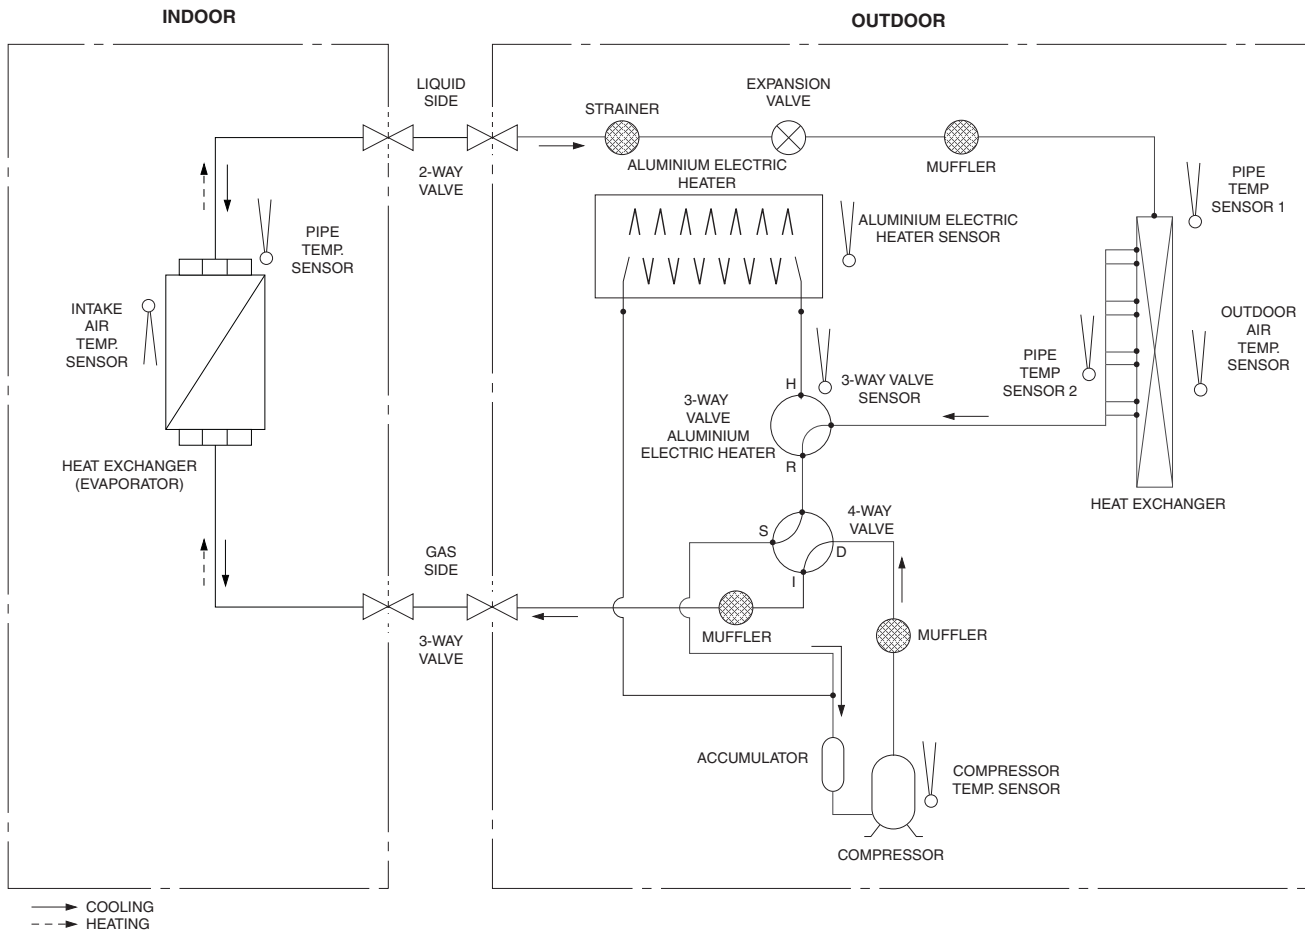 INDOOR
OUTDOOR
LIQUID
SIDE
2-WAY
VALVE
STRAINER
EXPANSION
VALVE
MUFFLER
ALUMINIUM ELECTRIC
HEATER
ALUMINIUM ELECTRIC
HEATER SENSOR
PIPE
TEMP
SENSOR 1
PIPE
TEMP.
SENSOR
INTAKE
AIR
TEMP.
SENSOR
HEAT EXCHANGER
(EVAPORATOR)
OUTDOOR
AIR
TEMP.
SENSOR
PIPE
TEMP
SENSOR 2
H
3-WAY VALVE
SENSOR
3-WAY
VALVE
ALUMINIUM
ELECTRIC HEATER
R
HEAT EXCHANGER
4-WAY
VALVE
S
D
I
GAS
SIDE
3-WAY
VALVE
MUFFLER
MUFFLER
ACCUMULATOR
COMPRESSOR
TEMP. SENSOR
COMPRESSOR
COOLING
HEATING